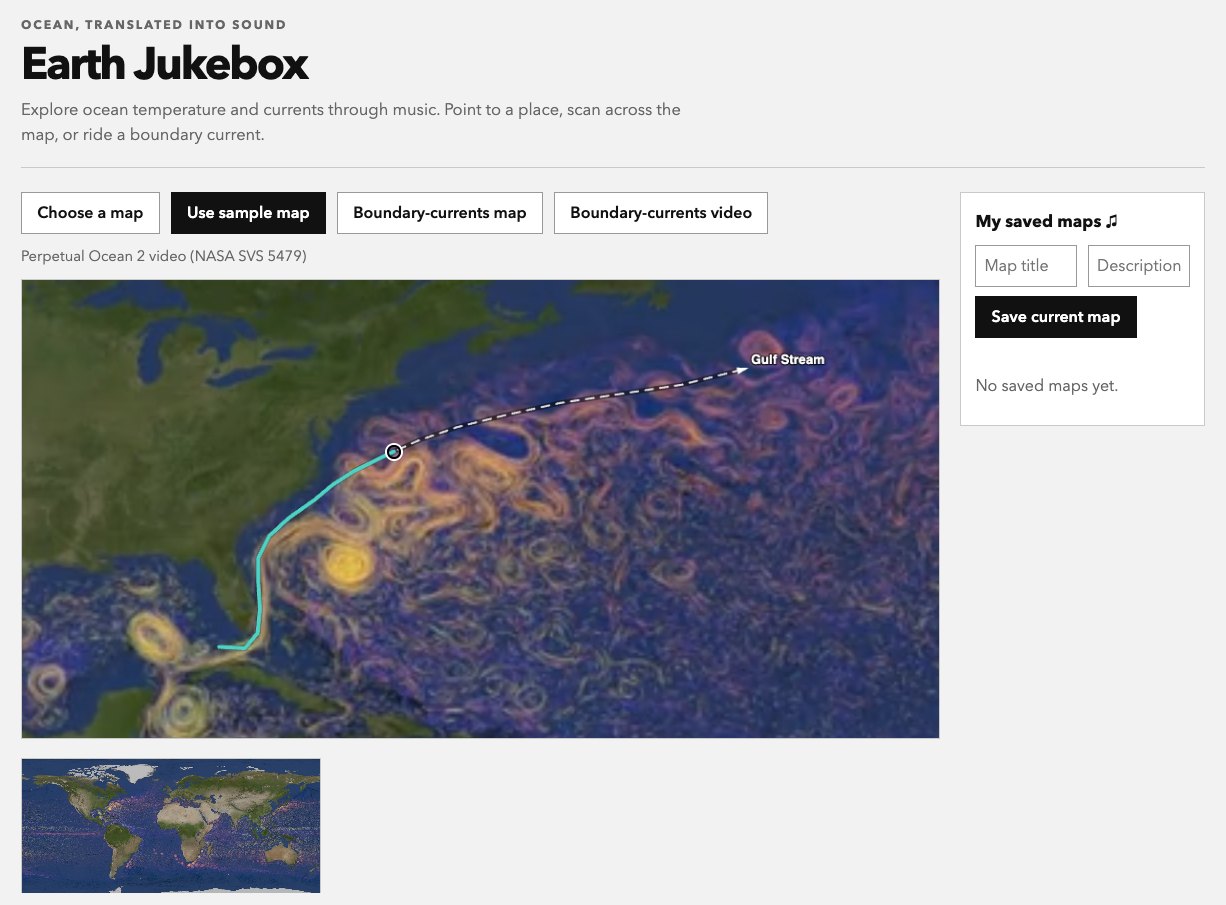 OCEAN, TRANSLATED INTO SOUND
Earth Jukebox
Explore ocean temperature and currents through music. Point to a place, scan across the
map, or ride a boundary current.
Choose a map
Use sample map
Boundary-currents map
Boundary-currents video
Perpetual Ocean 2 video (NASA SVS 5479)
Gulf Stream
My saved maps ♫
Map title
Description
Save current map
No saved maps yet.